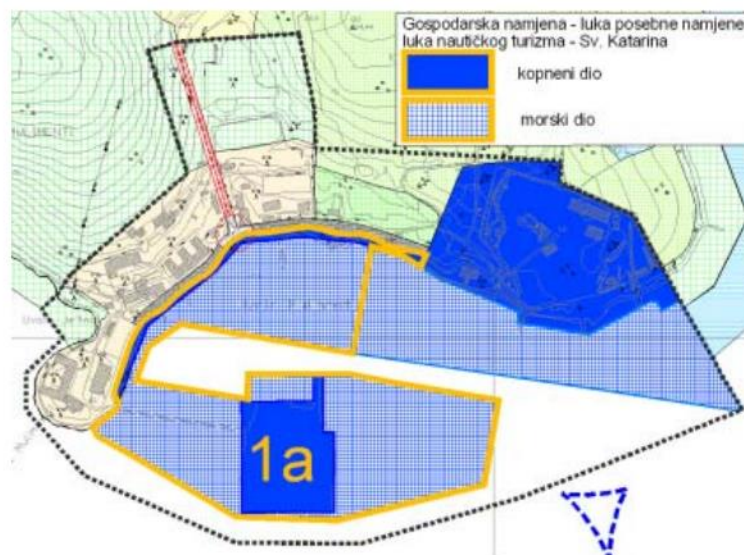 Gospodarska namjena - luka posebne namjene
luka nautičkog turizma - Sv. Katarina
kopneni dio
morski dio
1a